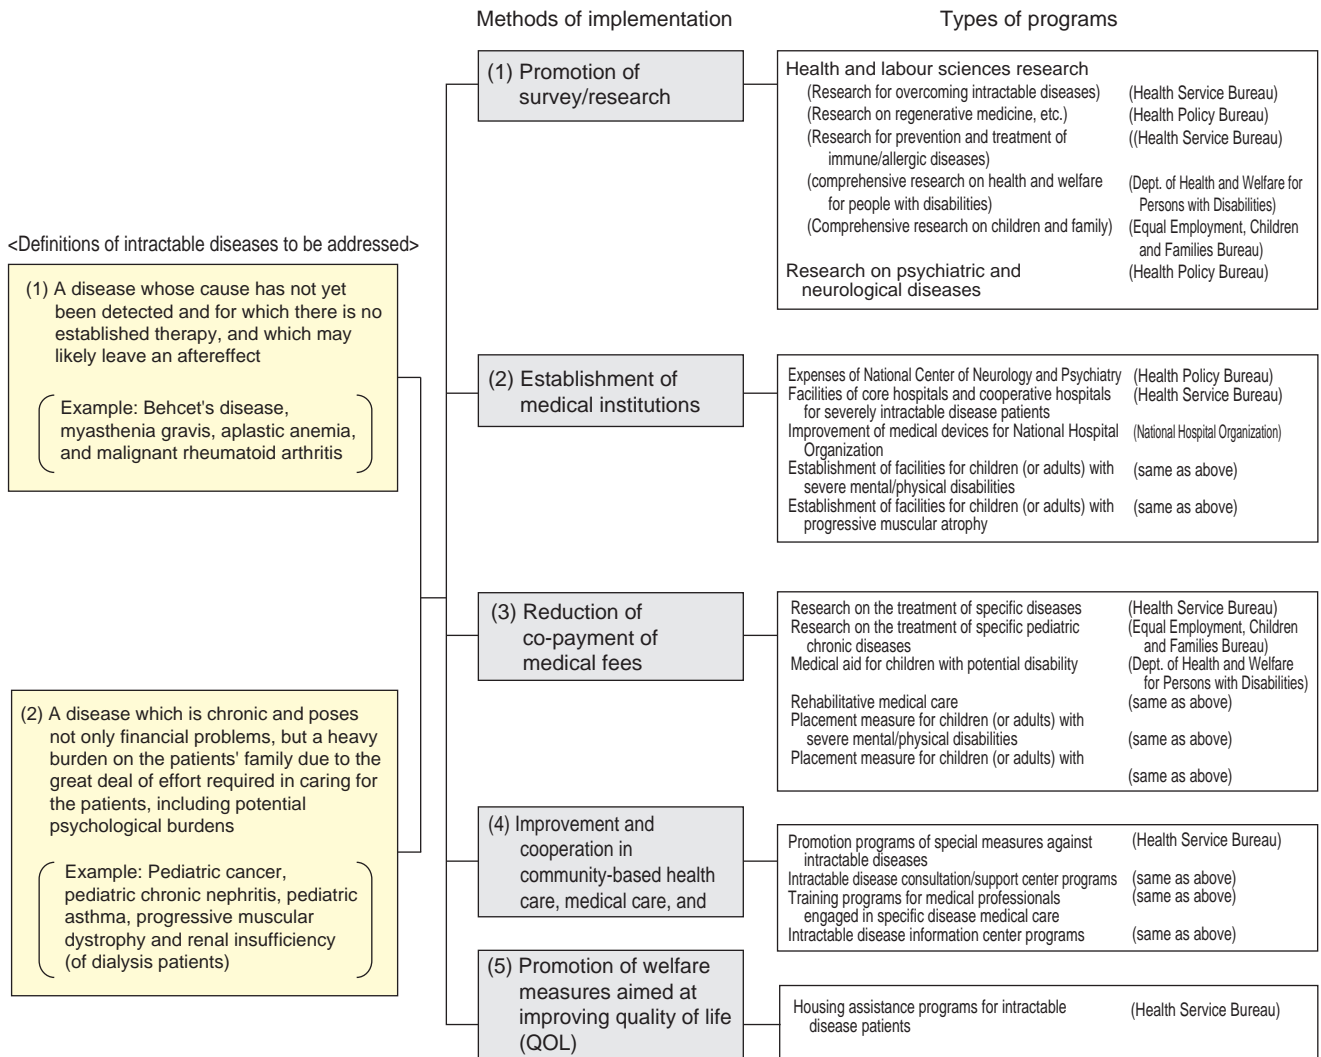 Methods of implementation
Types of programs
<Definitions of intractable diseases to be addressed>
(1) A disease whose cause has not yet
been detected and for which there is no
established therapy, and which may
likely leave an aftereffect
Example: Behcet's disease,
myasthenia gravis, aplastic anemia,
and malignant rheumatoid arthritis
(2) A disease which is chronic and poses
not only financial problems, but a heavy
burden on the patients' family due to the
great deal of effort required in caring for
the patients, including potential
psychological burdens
Example: Pediatric cancer,
pediatric chronic nephritis, pediatric
asthma, progressive muscular
dystrophy and renal insufficiency
(of dialysis patients)
(1) Promotion of
survey/research
Health and labour sciences research
(Research for overcoming intractable diseases) (Health Service Bureau)
(Research on regenerative medicine, etc.) (Health Policy Bureau)
(Research for prevention and treatment of ((Health Service Bureau)
immune/allergic diseases)
(comprehensive research on health and welfare (Dept. of Health and Welfare for
for people with disabilities) Persons with Disabilities)
(Comprehensive research on children and family) (Equal Employment, Children
and Families Bureau)
Research on psychiatric and (Health Policy Bureau)
neurological diseases
(2) Establishment of
medical institutions
Expenses of National Center of Neurology and Psychiatry (Health Policy Bureau)
Facilities of core hospitals and cooperative hospitals (Health Service Bureau)
for severely intractable disease patients
Improvement of medical devices for National Hospital (National Hospital Organization)
Organization
Establishment of facilities for children (or adults) with (same as above)
severe mental/physical disabilities
Establishment of facilities for children (or adults) with (same as above)
progressive muscular atrophy
(3) Reduction of
co-payment of
medical fees
Research on the treatment of specific diseases (Health Service Bureau)
Research on the treatment of specific pediatric (Equal Employment, Children
chronic diseases and Families Bureau)
Medical aid for children with potential disability (Dept. of Health and Welfare
for Persons with Disabilities)
Rehabilitative medical care (same as above)
Placement measure for children (or adults) with
severe mental/physical disabilities (same as above)
Placement measure for children (or adults) with
(same as above)
(4) Improvement and
cooperation in
community-based health
care, medical care, and
Promotion programs of special measures against (Health Service Bureau)
intractable diseases
Intractable disease consultation/support center programs (same as above)
Training programs for medical professionals (same as above)
engaged in specific disease medical care
Intractable disease information center programs (same as above)
(5) Promotion of welfare
measures aimed at
improving quality of life
(QOL)
Housing assistance programs for intractable (Health Service Bureau)
disease patients